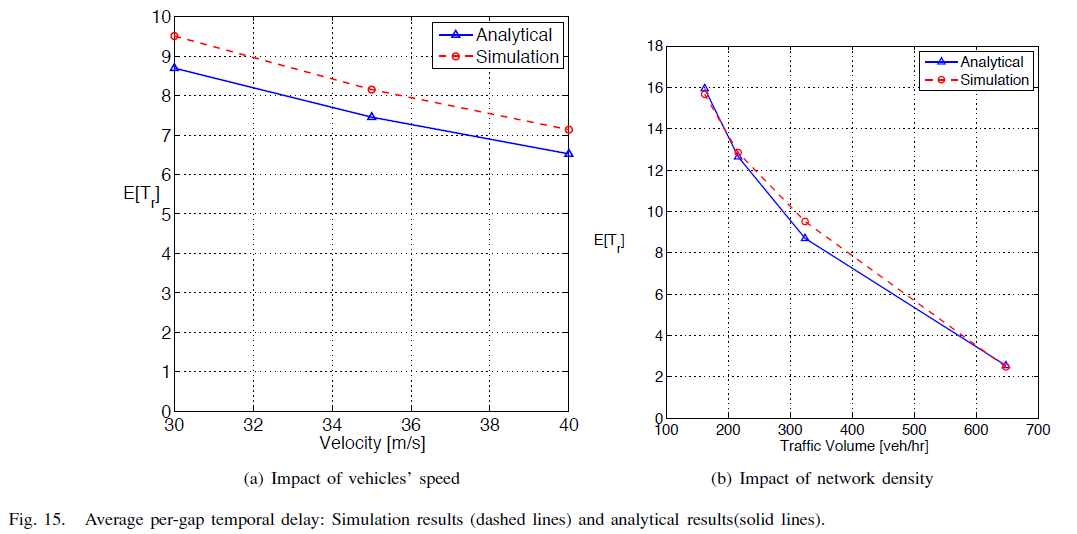 10
9
8
7
6
5
4
3
2
1
0
E[Tr]
30 32 34 36 38 40
Velocity [m/s]
Analytical
Simulation
(a) Impact of vehicles' speed
18
16
14
12
10
8
6
4
2
0
E[Tr]
100 200 300 400 500 600 700
Traffic Volume [veh/hr]
Analytical
Simulation
(b) Impact of network density
Fig. 15. Average per-gap temporal delay: Simulation results (dashed lines) and analytical results(solid lines).